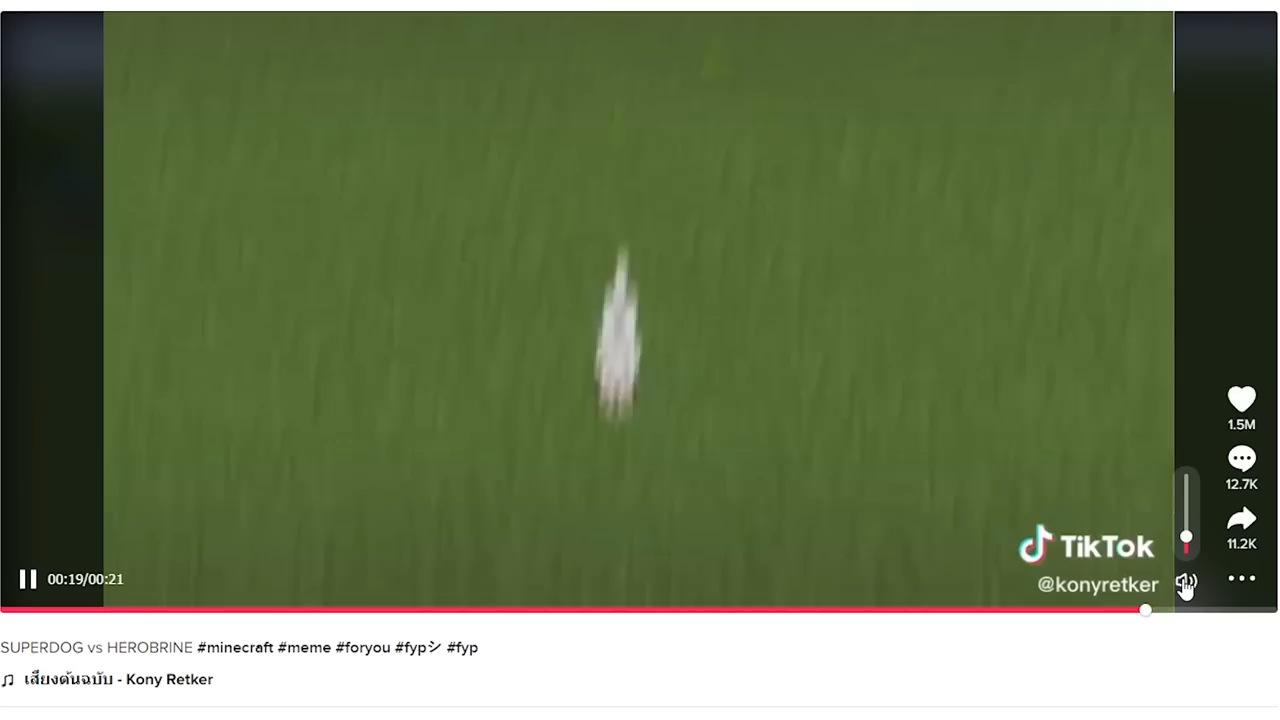 1.5M
12.7K
11.2K
TikTok
@konyretker
00:19/00:21
SUPERDOG vs HEROBRINE #minecraft #meme #foryou #fypシ #fyp
เสียงต้นฉบับ - Kony Retker